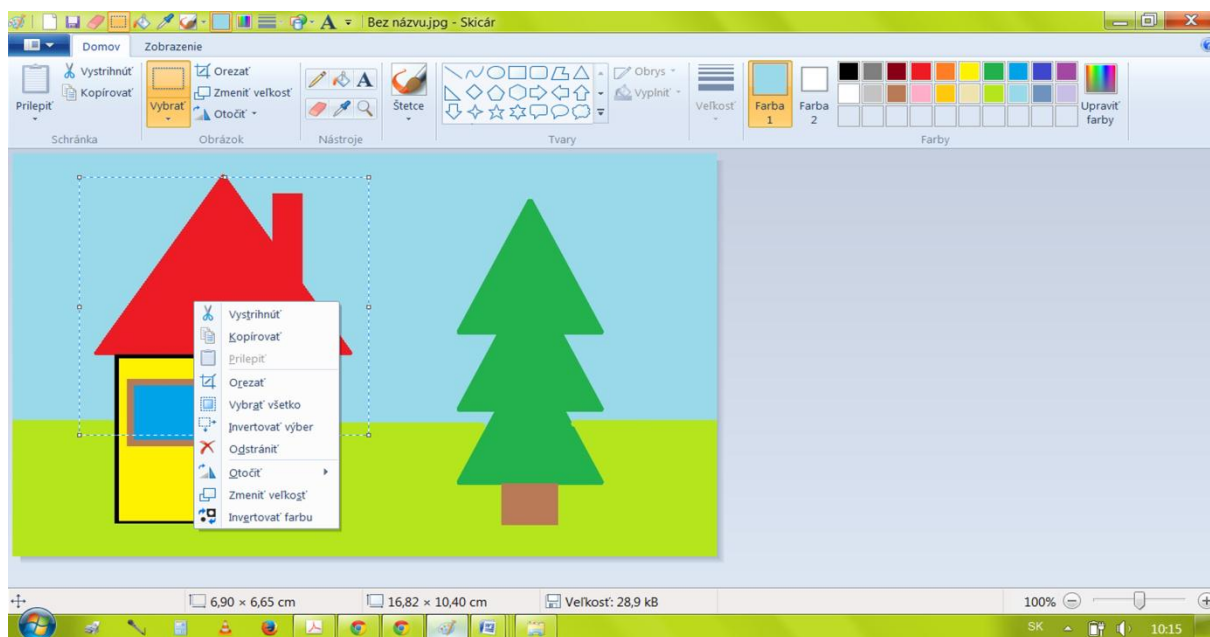 Bez názvu.jpg - Skicár
Domov Zobrazenie
Prilepiť
Vystrihnúť
Kopírovať
Schránka
Vybrať
Orezať
Zmeniť veľkosť
Otočiť
Obrázok
A
Nástroje
Štetce
Obrys
Vyplniť
Tvary
Veľkosť
Farba
1
Farba
2
Upraviť
farby
Farby
Vystrihnúť
Kopírovať
Prilepiť
Orezať
Vybrať všetko
Invertovať výber
Odstrániť
Otočiť
Zmeniť veľkosť
Invertovať farbu
6,90 × 6,65 cm 16,82 × 10,40 cm Veľkosť: 28,9 kB 100%
SK 10:15